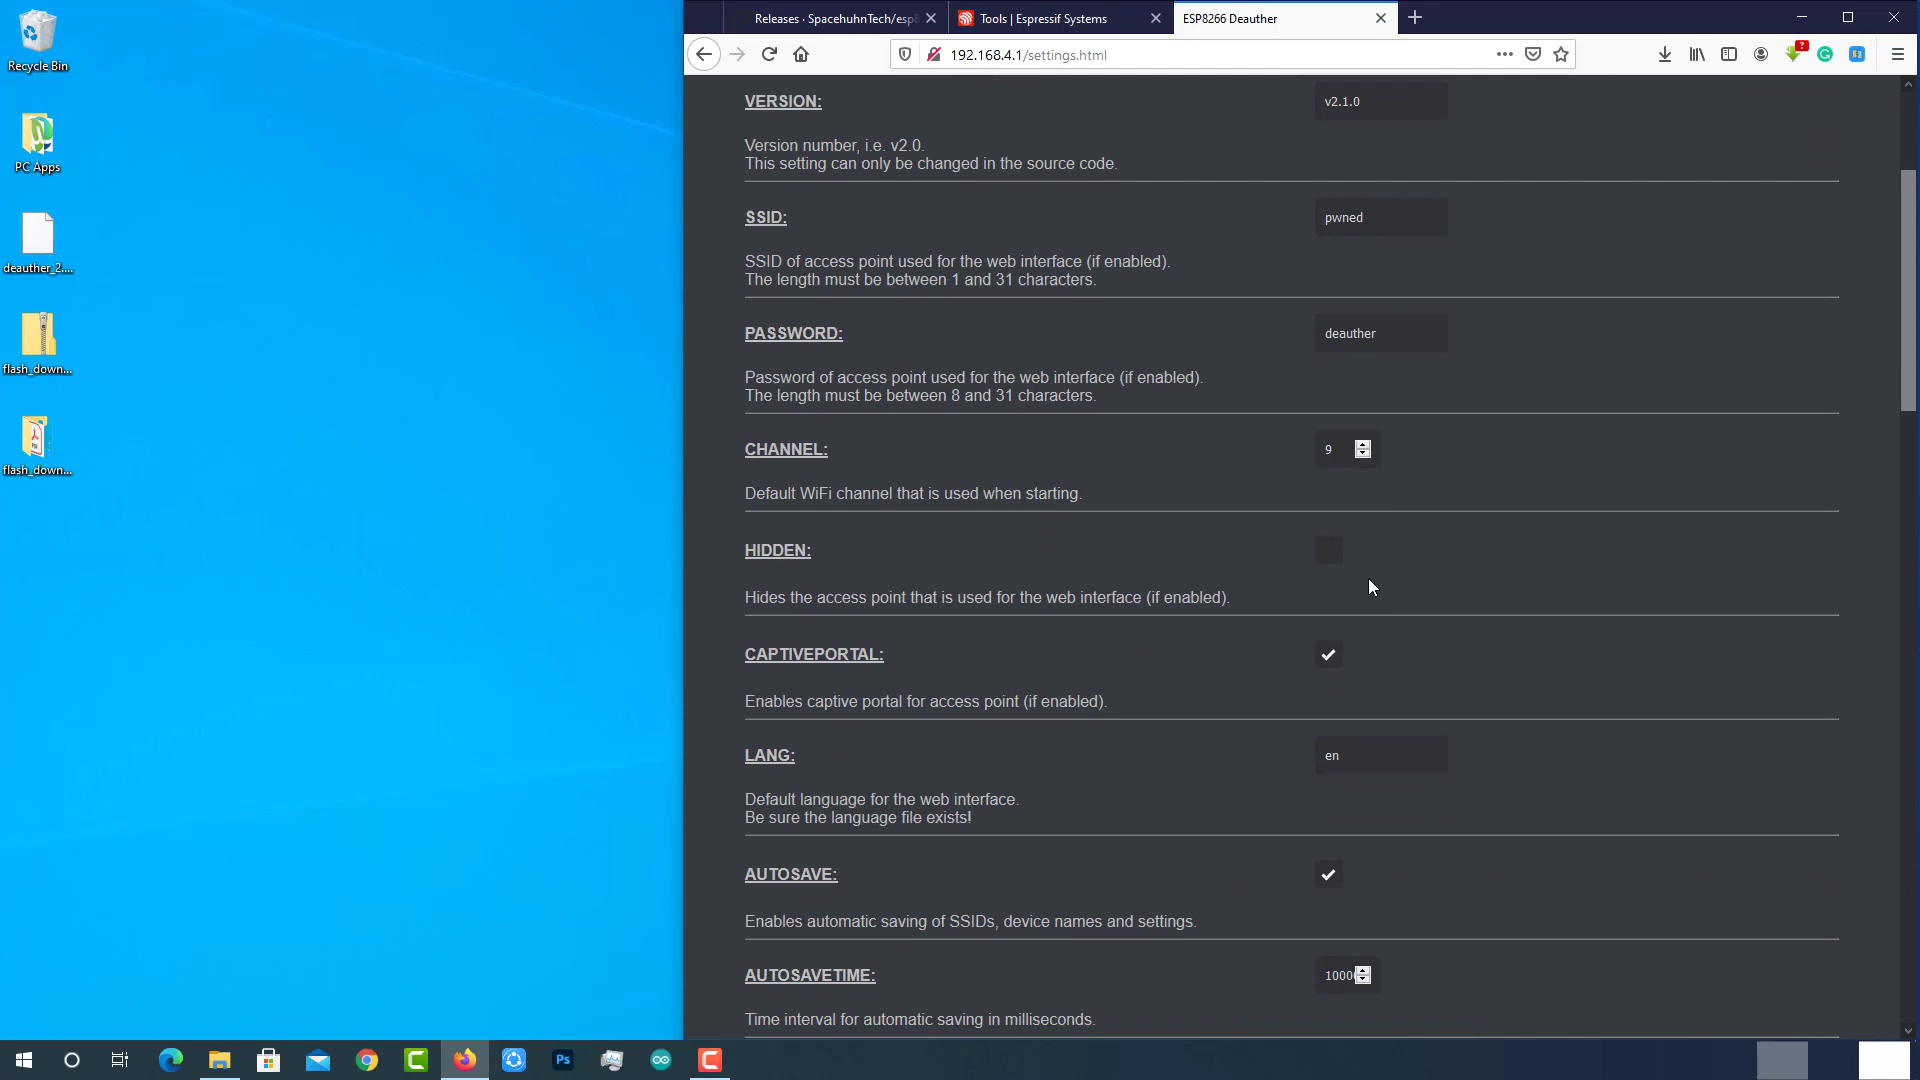 Recycle Bin
PC Apps
deauther_2....
flash_down...
flash_down...
Releases · SpacehuhnTech/esp8
Tools | Espressif Systems
ESP8266 Deauther
192.168.4.1/settings.html
VERSION:
v2.1.0
Version number, i.e. v2.0.
This setting can only be changed in the source code.
SSID:
pwned
SSID of access point used for the web interface (if enabled).
The length must be between 1 and 31 characters.
PASSWORD:
deauther
Password of access point used for the web interface (if enabled).
The length must be between 8 and 31 characters.
CHANNEL:
9
Default WiFi channel that is used when starting.
HIDDEN:
Hides the access point that is used for the web interface (if enabled).
CAPTIVEPORTAL:
Enables captive portal for access point (if enabled).
LANG:
en
Default language for the web interface.
Be sure the language file exists!
AUTOSAVE:
Enables automatic saving of SSIDs, device names and settings.
AUTOSAVETIME:
1000
Time interval for automatic saving in milliseconds.
Ps